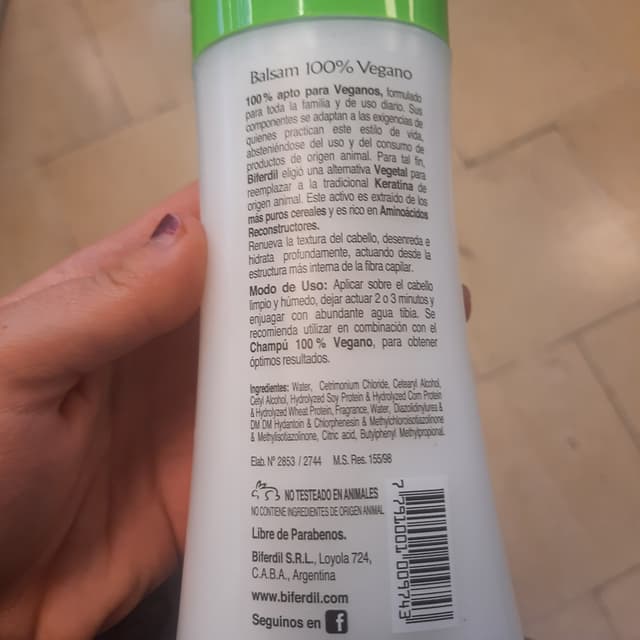 Balsam 100% Vegano
100% apto para Veganos, formulado
para toda la familia y de uso diario. Sus
componentes se adaptan a las exigencias de
quienes practican este estilo de vida,
absteniéndose del uso y del consumo de
productos de origen animal. Para tal fin,
Biferdil eligió una alternativa Vegetal para
reemplazar a la tradicional Keratina de
origen animal. Este activo es extraído de los
más puros cereales y es rico en Aminoácidos
Reconstructores.
Renueva la textura del cabello, desenreda e
hidrata profundamente, actuando desde la
estructura más interna de la fibra capilar.
Modo de Uso: Aplicar sobre el cabello
limpio y húmedo, dejar actuar 2 o 3 minutos y
enjuagar con abundante agua tibia. Se
recomienda utilizar en combinación con el
Champú 100% Vegano, para obtener
óptimos resultados.
Ingredientes: Water, Cetrimonium Chloride, Cetearyl Alcohol,
Cetyl Alcohol, Hydrolyzed Soy Protein & Hydrolyzed Corn Protein
& Hydrolyzed Wheat Protein, Fragrance, Water, Diazolidinylurea &
DM DM Hydantoin & Chlorphenesin & Methylchloroisotiazolinone
& Methylisotiazolinone, Citric acid, Butylphenyl Methylpropional.
Elab. Nº 2853 / 2744 M.S. Res. 155/98
NO TESTEADO EN ANIMALES
NO CONTIENE INGREDIENTES DE ORIGEN ANIMAL
Libre de Parabenos.
Biferdil S.R.L., Loyola 724,
C.A.B.A., Argentina
www.biferdil.com
Seguinos en f
7 791001 009743